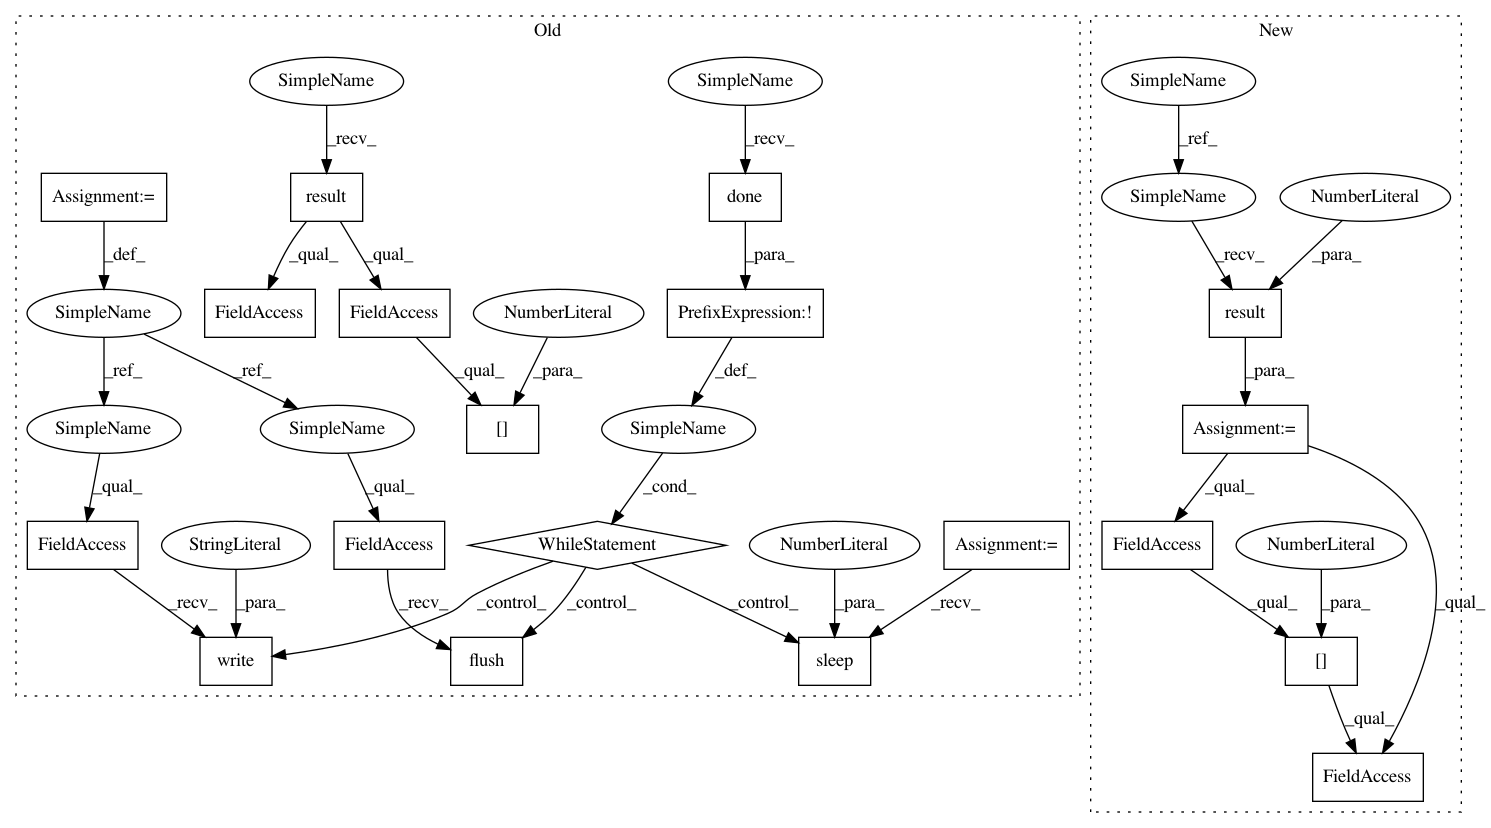 Old
New
SimpleName
SimpleName
SimpleName
_recv_
_recv_
_ref_
Assignment:=
result
done
SimpleName
NumberLiteral
_def_
_qual_
_qual_
_para_
_recv_
_para_
SimpleName
FieldAccess
FieldAccess
NumberLiteral
PrefixExpression:!
result
_ref_
_ref_
_qual_
_para_
_def_
_para_
SimpleName
SimpleName
[]
SimpleName
Assignment:=
_qual_
_qual_
_cond_
_qual_
FieldAccess
StringLiteral
FieldAccess
WhileStatement
NumberLiteral
Assignment:=
FieldAccess
NumberLiteral
_recv_
_para_
_recv_
_control_
_control_
_control_
_para_
_recv_
_qual_
_para_
_qual_
write
flush
sleep
[]
_qual_
FieldAccess